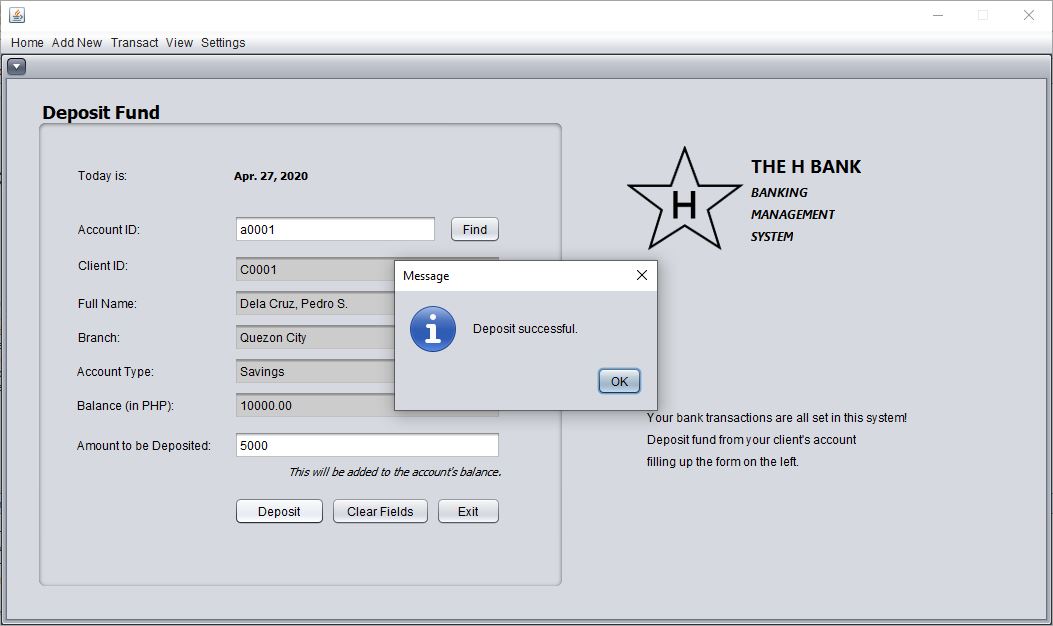 Home Add New Transact View Settings
Deposit Fund
Today is: Apr. 27, 2020
Account ID: a0001 Find
Client ID: C0001
Full Name: Dela Cruz, Pedro S.
Branch: Quezon City
Account Type: Savings
Balance (in PHP): 10000.00
Amount to be Deposited: 5000
This will be added to the account's balance.
Deposit Clear Fields Exit
Message
Deposit successful.
OK
H
THE H BANK
BANKING
MANAGEMENT
SYSTEM
Your bank transactions are all set in this system!
Deposit fund from your client's account
filling up the form on the left.